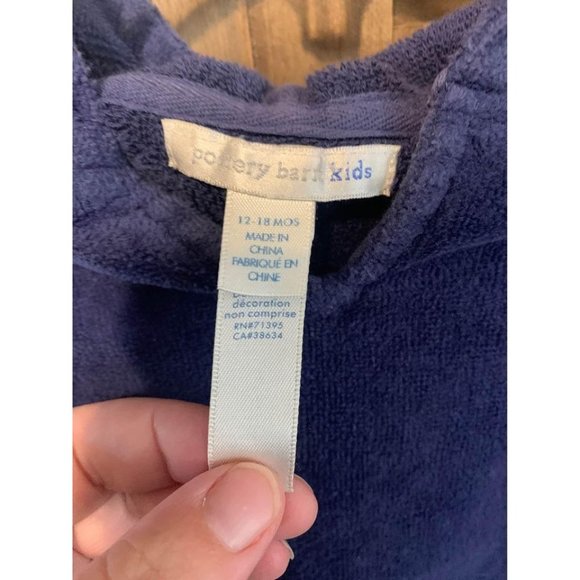 pottery barn kids
12-18 MOS
MADE IN
CHINA
FABRIQUÉ EN
CHINE
décoration
non comprise
RN#71395
CA#38634